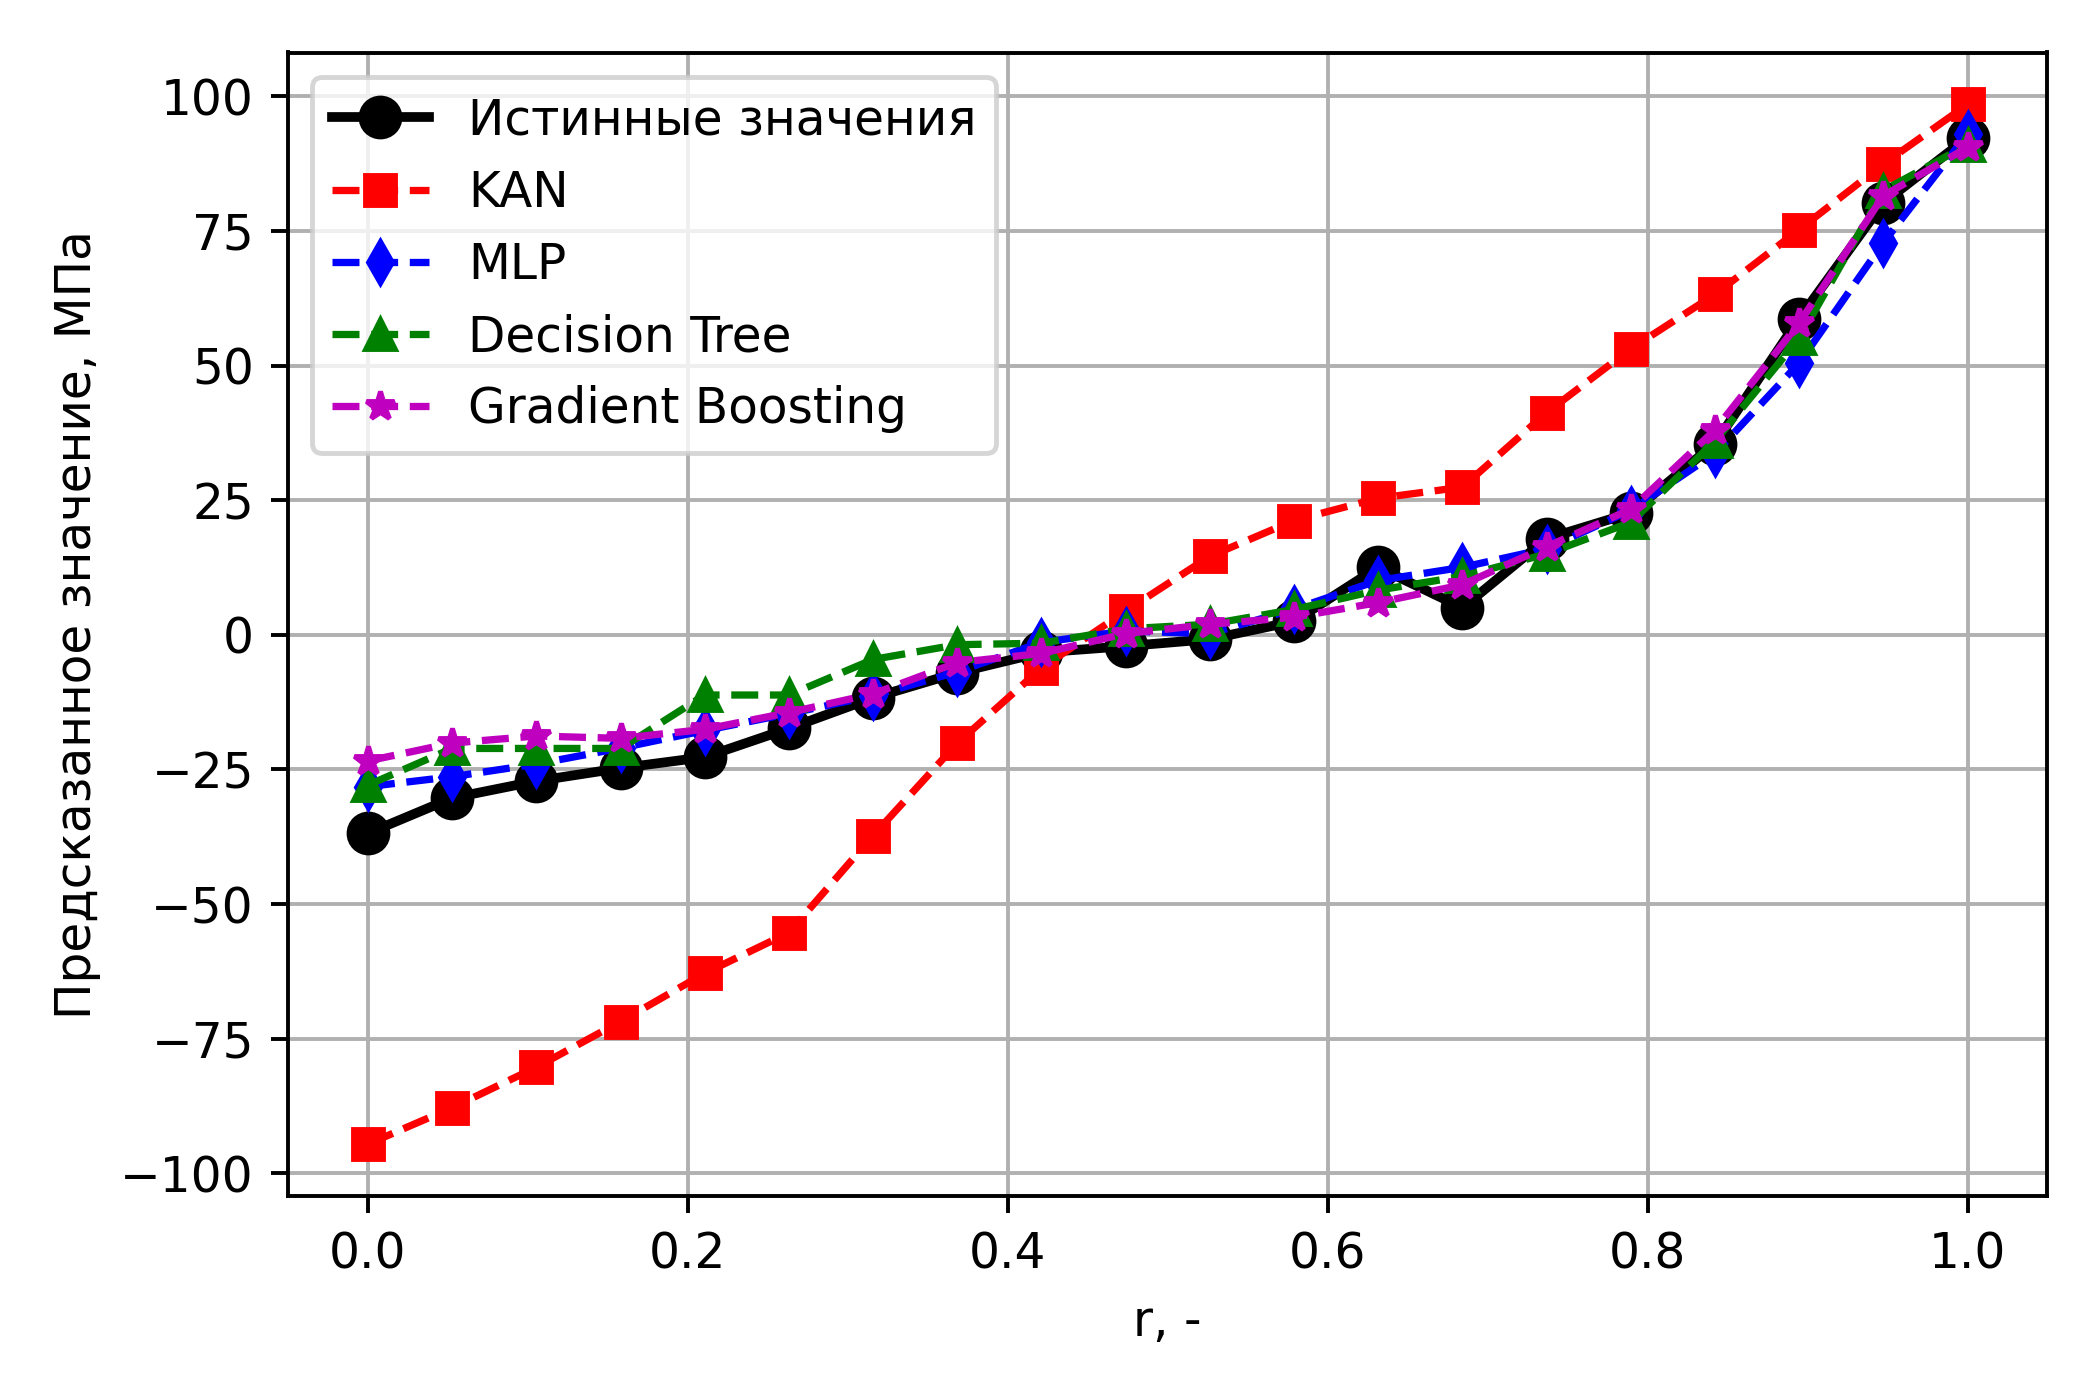 Предсказанное значение, МПа
100
75
50
25
0
−25
−50
−75
−100
Истинные значения
KAN
MLP
Decision Tree
Gradient Boosting
0.0 0.2 0.4 0.6 0.8 1.0
r, -